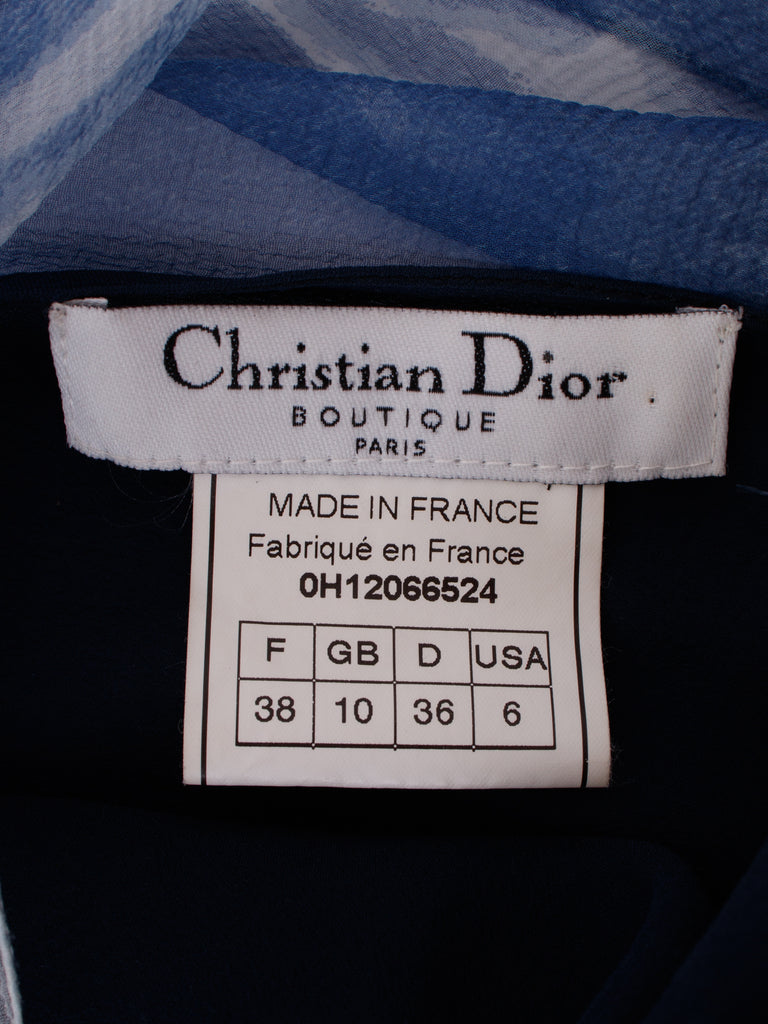 Christian Dior
BOUTIQUE
PARIS
MADE IN FRANCE
Fabriqué en France
0H12066524
F GB D USA
38 10 36 6